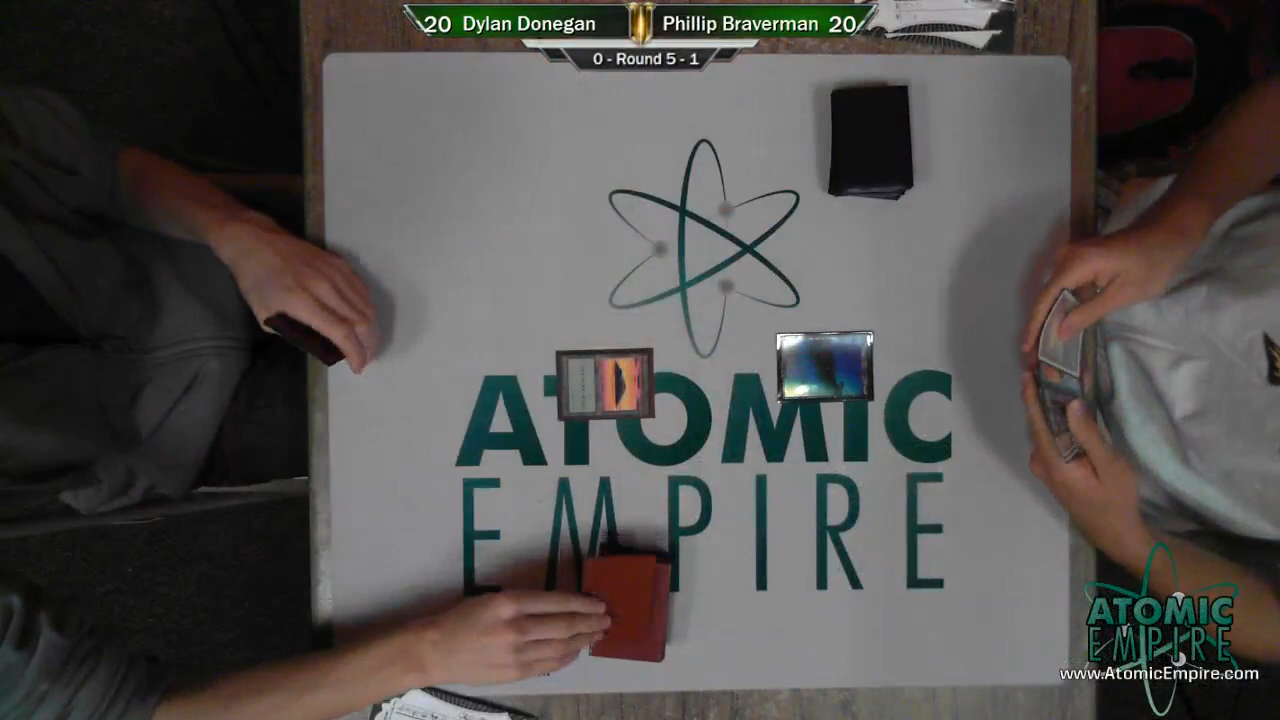 20 Dylan Donegan Phillip Braverman 20
0 - Round 5 - 1
ATOMIC
EMPIRE
ATOMIC
EMPIRE
www.AtomicEmpire.com